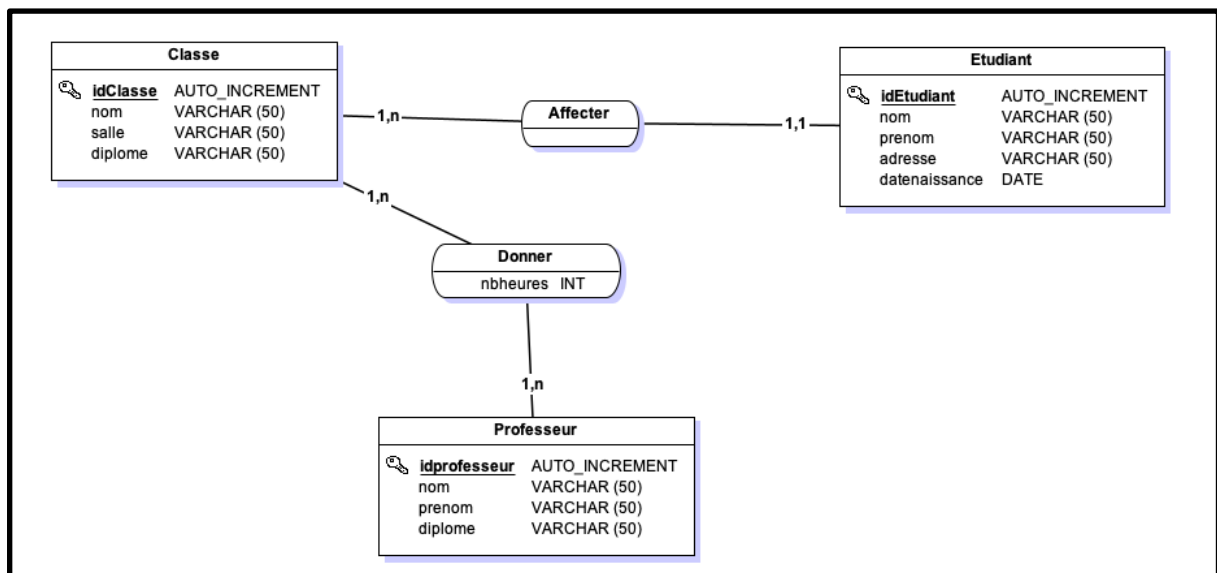 Classe
idClasse AUTO_INCREMENT
nom VARCHAR (50)
salle VARCHAR (50)
diplome VARCHAR (50)
1,n
Affecter
1,1
Etudiant
idEtudiant AUTO_INCREMENT
nom VARCHAR (50)
prenom VARCHAR (50)
adresse VARCHAR (50)
datenaissance DATE
1,n
Donner
nbheures INT
1,n
Professeur
idprofesseur AUTO_INCREMENT
nom VARCHAR (50)
prenom VARCHAR (50)
diplome VARCHAR (50)